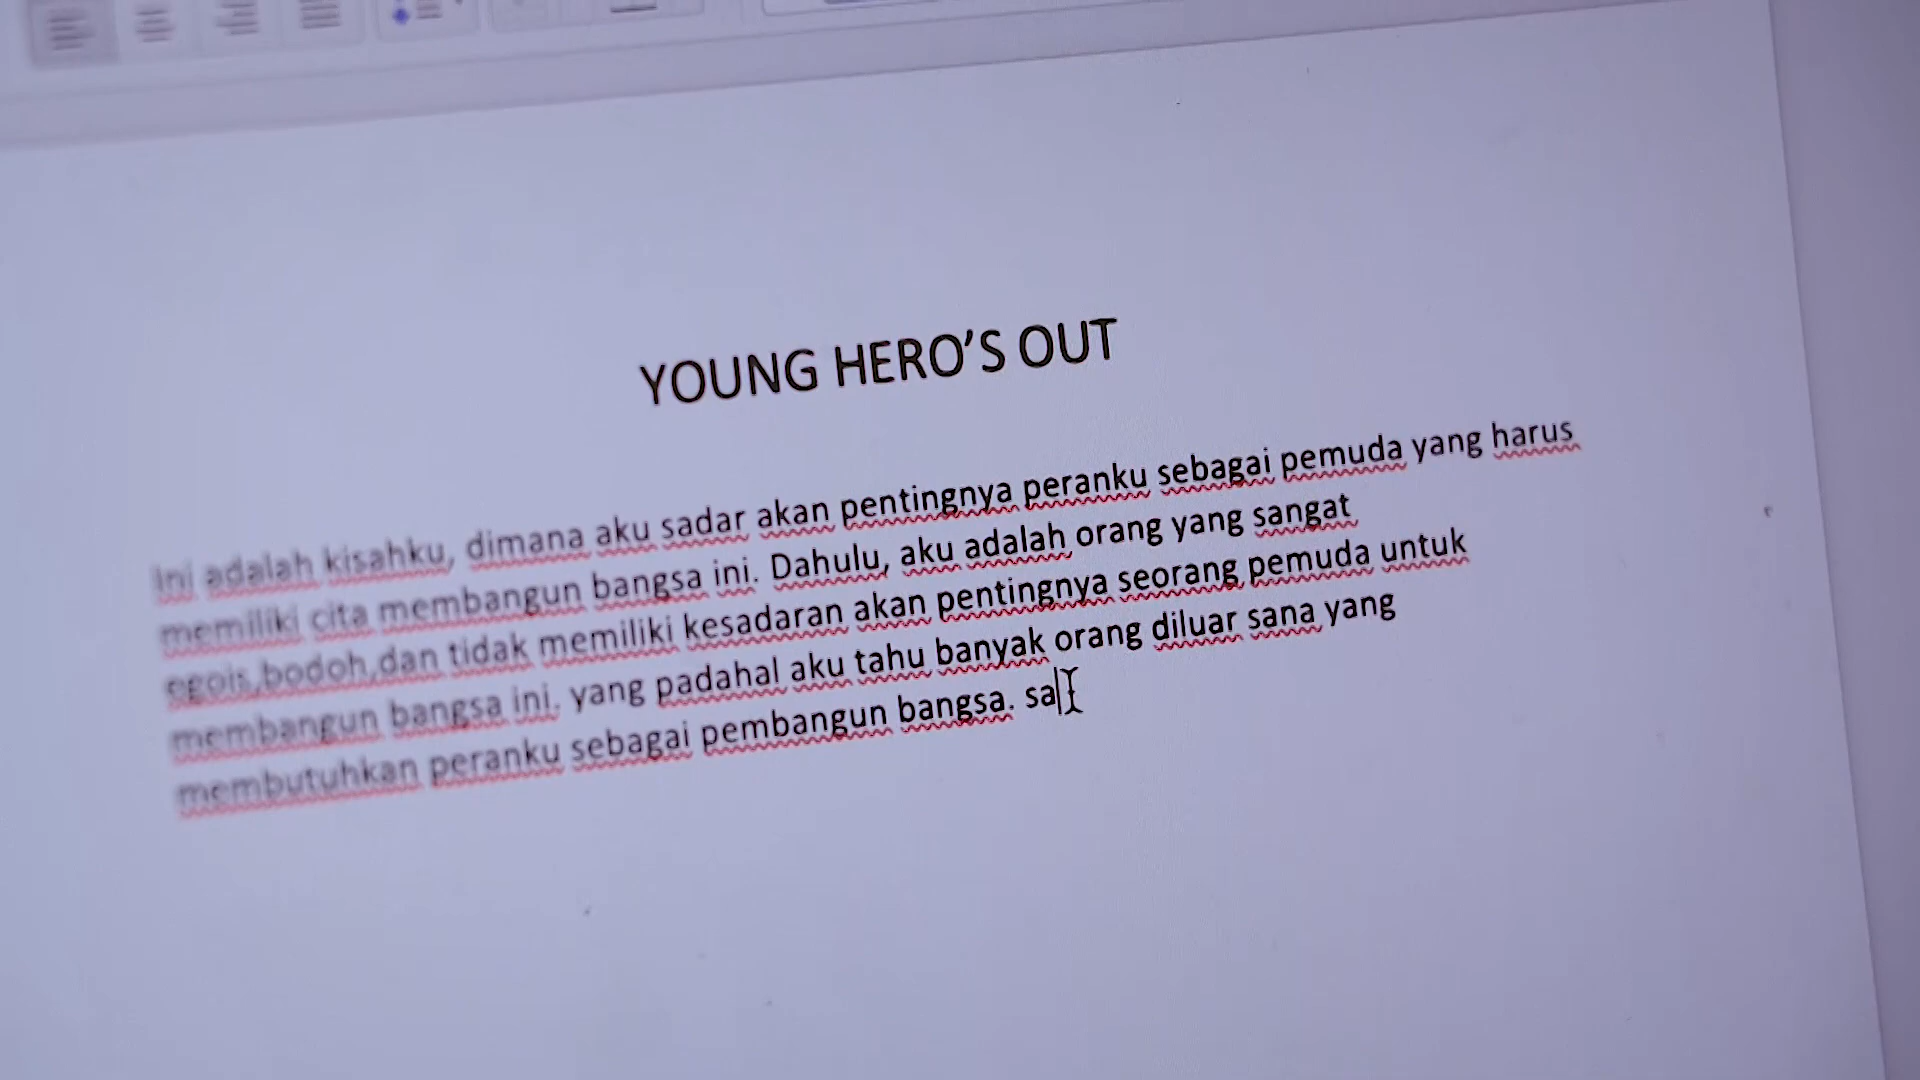 YOUNG HERO’S OUT
Ini adalah kisahku, dimana aku sadar akan pentingnya peranku sebagai pemuda yang harus
memiliki cita membangun bangsa ini. Dahulu, aku adalah orang yang sangat
egois,bodoh,dan tidak memiliki kesadaran akan pentingnya seorang pemuda untuk
membangun bangsa ini. yang padahal aku tahu banyak orang diluar sana yang
membutuhkan peranku sebagai pembangun bangsa. sa